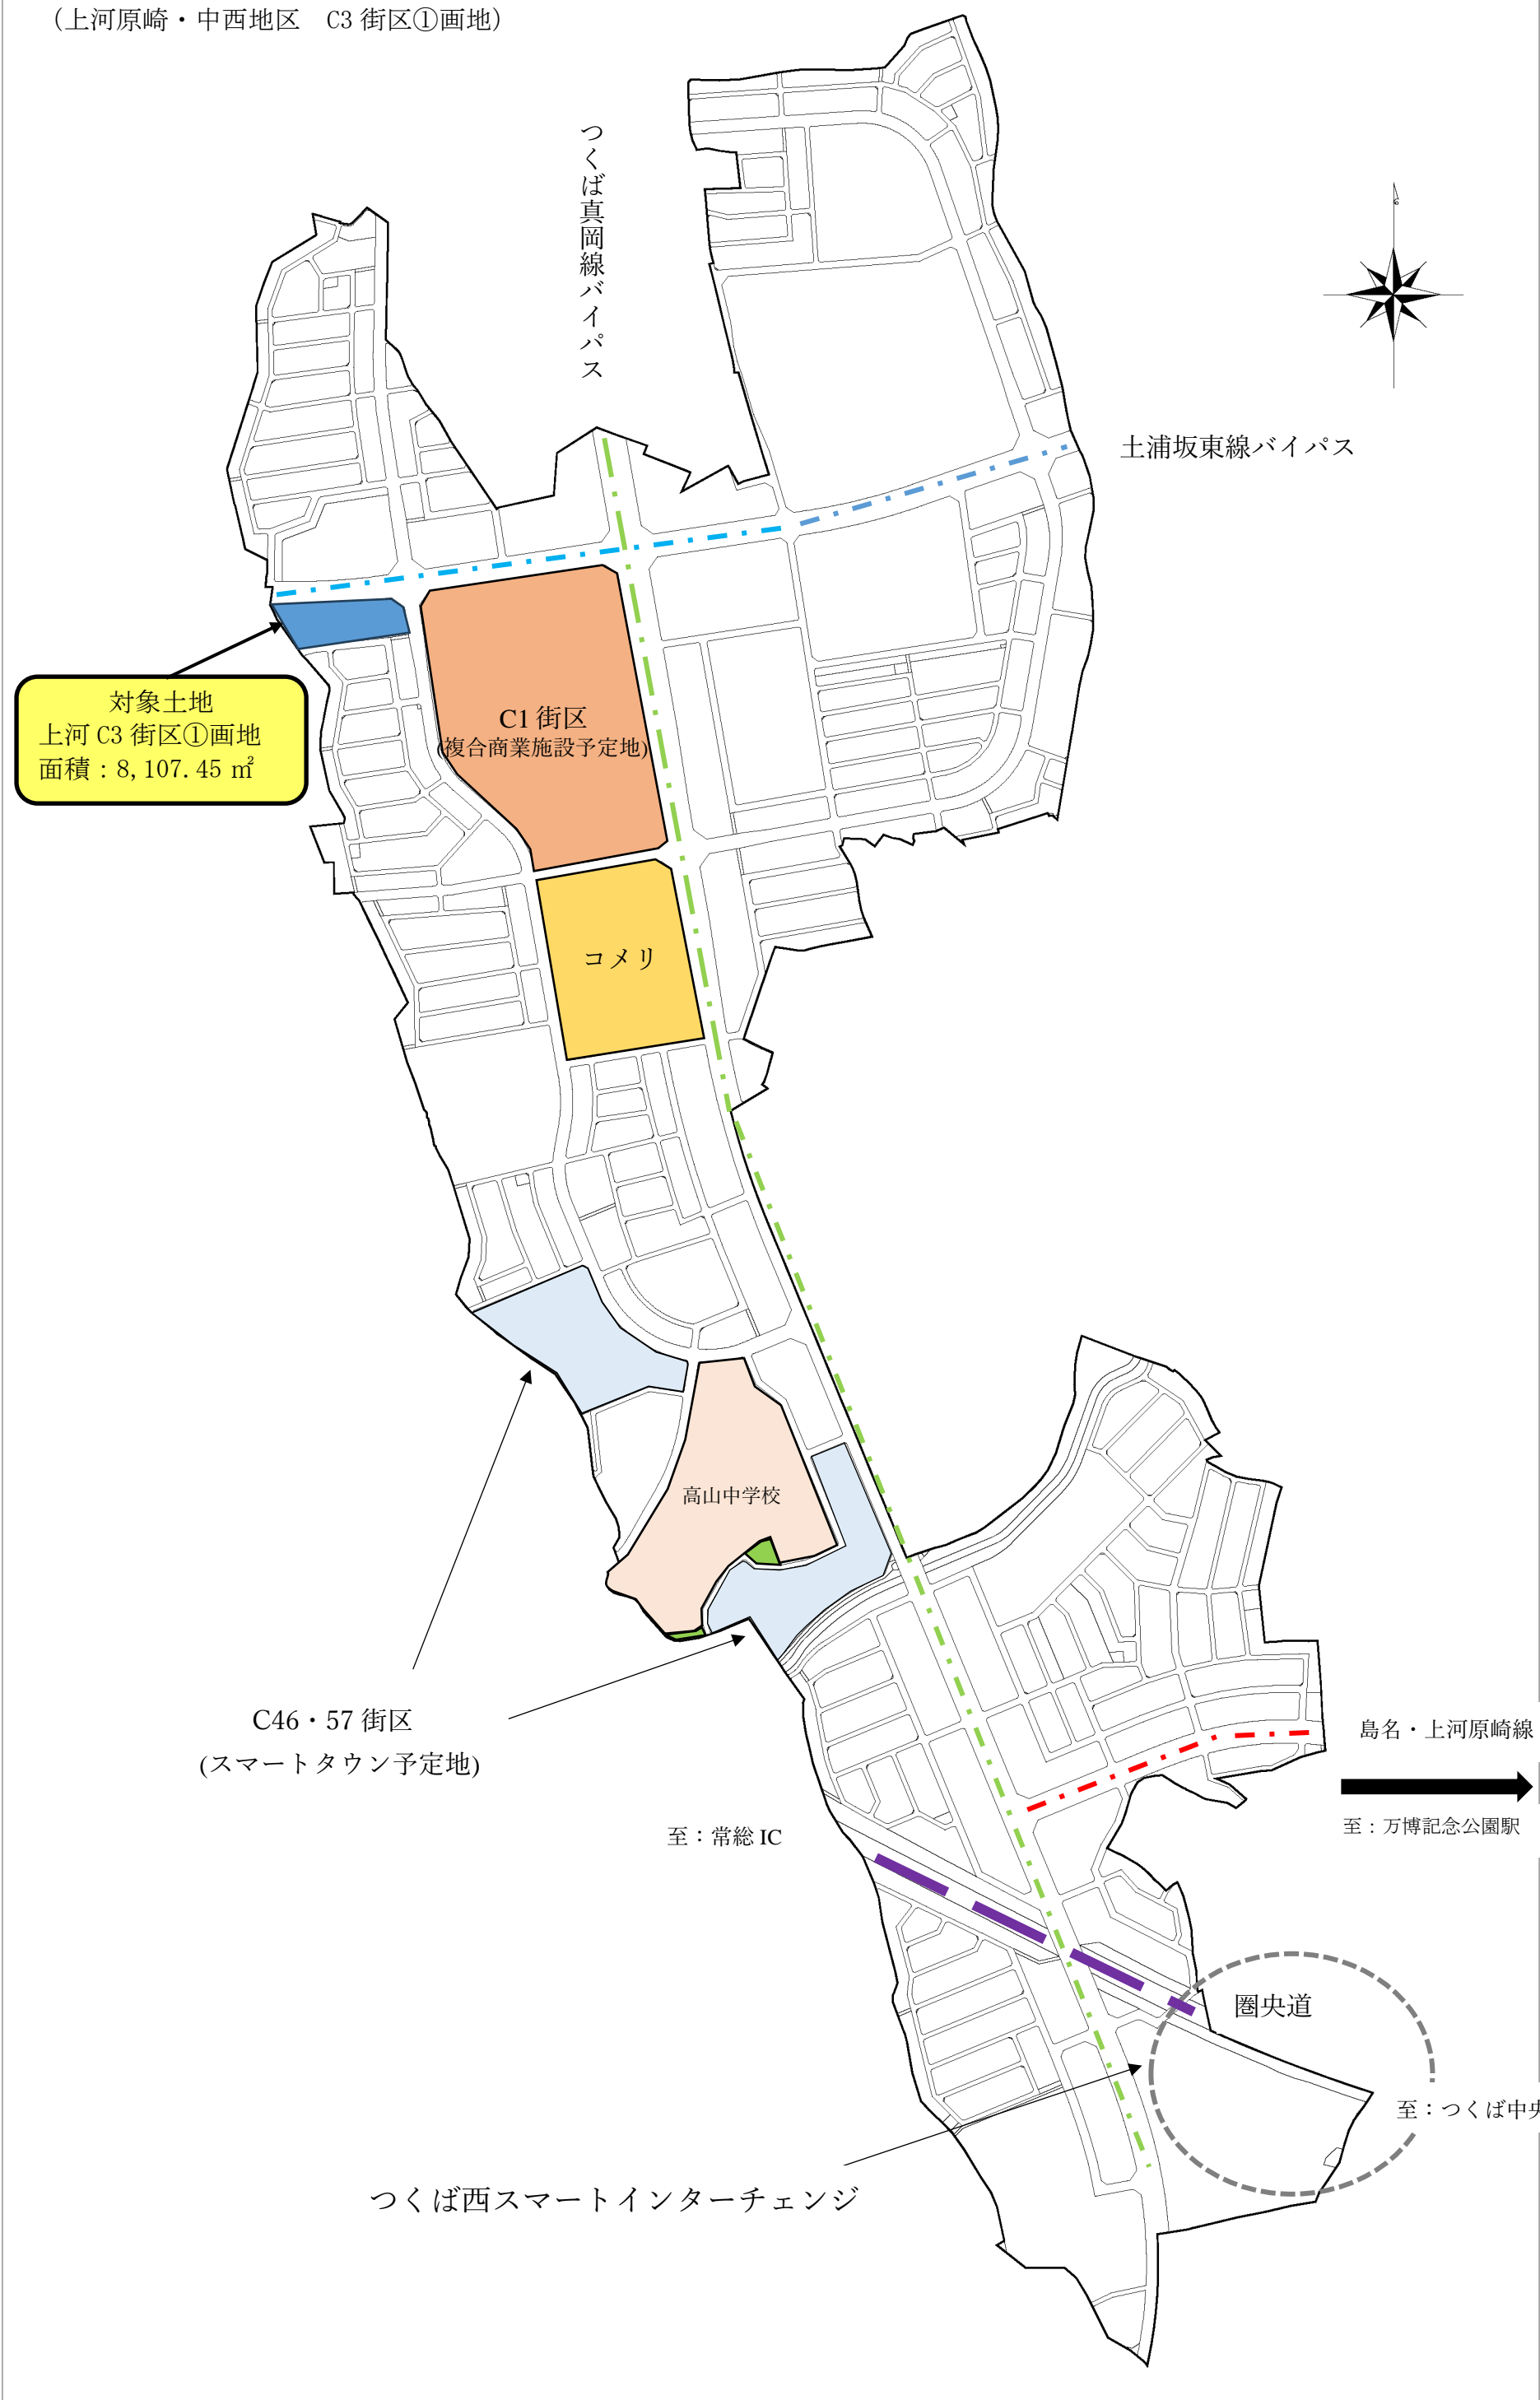 （上河原崎・中西地区　C3 街区①画地）
つくば真岡線バイパス
土浦坂東線バイパス
対象土地
上河 C3 街区①画地
面積：8,107.45 ㎡
C1 街区
(複合商業施設予定地)
コメリ
高山中学校
C46・57 街区
(スマートタウン予定地)
島名・上河原崎線
至：万博記念公園駅
至：常総 IC
圏央道
至：つくば中央
つくば西スマートインターチェンジ